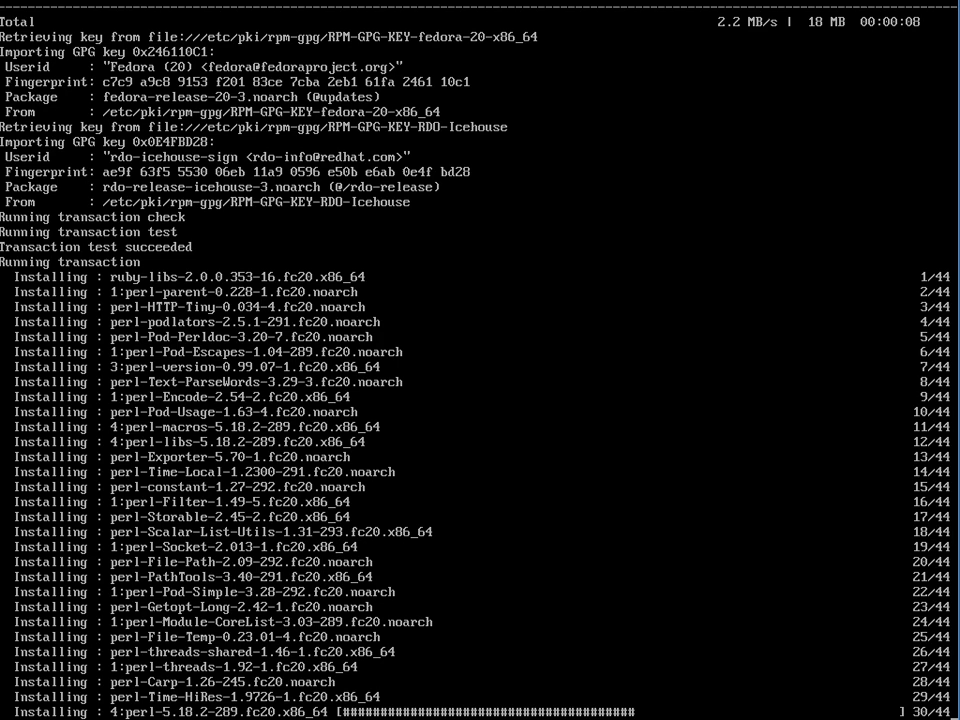 Total 2.2 MB/s | 18 MB 00:00:08
Retrieving key from file:///etc/pki/rpm-gpg/RPM-GPG-KEY-fedora-20-x86_64
Importing GPG key 0x246110C1:
Userid : "Fedora (20) <fedora@fedoraproject.org>"
Fingerprint: c7c9 a9c8 9153 f201 83ce 7cba 2eb1 61fa 2461 10c1
Package : fedora-release-20-3.noarch (@updates)
From : /etc/pki/rpm-gpg/RPM-GPG-KEY-fedora-20-x86_64
Retrieving key from file:///etc/pki/rpm-gpg/RPM-GPG-KEY-RDO-Icehouse
Importing GPG key 0x0E4FBD28:
Userid : "rdo-icehouse-sign <rdo-info@redhat.com>"
Fingerprint: ae9f 63f5 5530 06eb 11a9 0596 e50b e6ab 0e4f bd28
Package : rdo-release-icehouse-3.noarch (@/rdo-release)
From : /etc/pki/rpm-gpg/RPM-GPG-KEY-RDO-Icehouse
Running transaction check
Running transaction test
Transaction test succeeded
Running transaction
Installing : ruby-libs-2.0.0.353-16.fc20.x86_64 1/44
Installing : 1:perl-parent-0.228-1.fc20.noarch 2/44
Installing : perl-HTTP-Tiny-0.034-4.fc20.noarch 3/44
Installing : perl-podlators-2.5.1-291.fc20.noarch 4/44
Installing : perl-Pod-Perldoc-3.20-7.fc20.noarch 5/44
Installing : 1:perl-Pod-Escapes-1.04-289.fc20.noarch 6/44
Installing : 3:perl-version-0.99.07-1.fc20.x86_64 7/44
Installing : perl-Text-ParseWords-3.29-3.fc20.noarch 8/44
Installing : 1:perl-Encode-2.54-2.fc20.x86_64 9/44
Installing : perl-Pod-Usage-1.63-4.fc20.noarch 10/44
Installing : 4:perl-macros-5.18.2-289.fc20.x86_64 11/44
Installing : 4:perl-libs-5.18.2-289.fc20.x86_64 12/44
Installing : perl-Exporter-5.70-1.fc20.noarch 13/44
Installing : perl-Time-Local-1.2300-291.fc20.noarch 14/44
Installing : perl-constant-1.27-292.fc20.noarch 15/44
Installing : 1:perl-Filter-1.49-5.fc20.x86_64 16/44
Installing : perl-Storable-2.45-2.fc20.x86_64 17/44
Installing : perl-Scalar-List-Utils-1.31-293.fc20.x86_64 18/44
Installing : 1:perl-Socket-2.013-1.fc20.x86_64 19/44
Installing : perl-File-Path-2.09-292.fc20.noarch 20/44
Installing : perl-PathTools-3.40-291.fc20.x86_64 21/44
Installing : 1:perl-Pod-Simple-3.28-292.fc20.noarch 22/44
Installing : perl-Getopt-Long-2.42-1.fc20.noarch 23/44
Installing : 1:perl-Module-CoreList-3.03-289.fc20.noarch 24/44
Installing : perl-File-Temp-0.23.01-4.fc20.noarch 25/44
Installing : perl-threads-shared-1.46-1.fc20.x86_64 26/44
Installing : 1:perl-threads-1.92-1.fc20.x86_64 27/44
Installing : perl-Carp-1.26-245.fc20.noarch 28/44
Installing : perl-Time-HiRes-1.9726-1.fc20.x86_64 29/44
Installing : 4:perl-5.18.2-289.fc20.x86_64 [####################################### ] 30/44